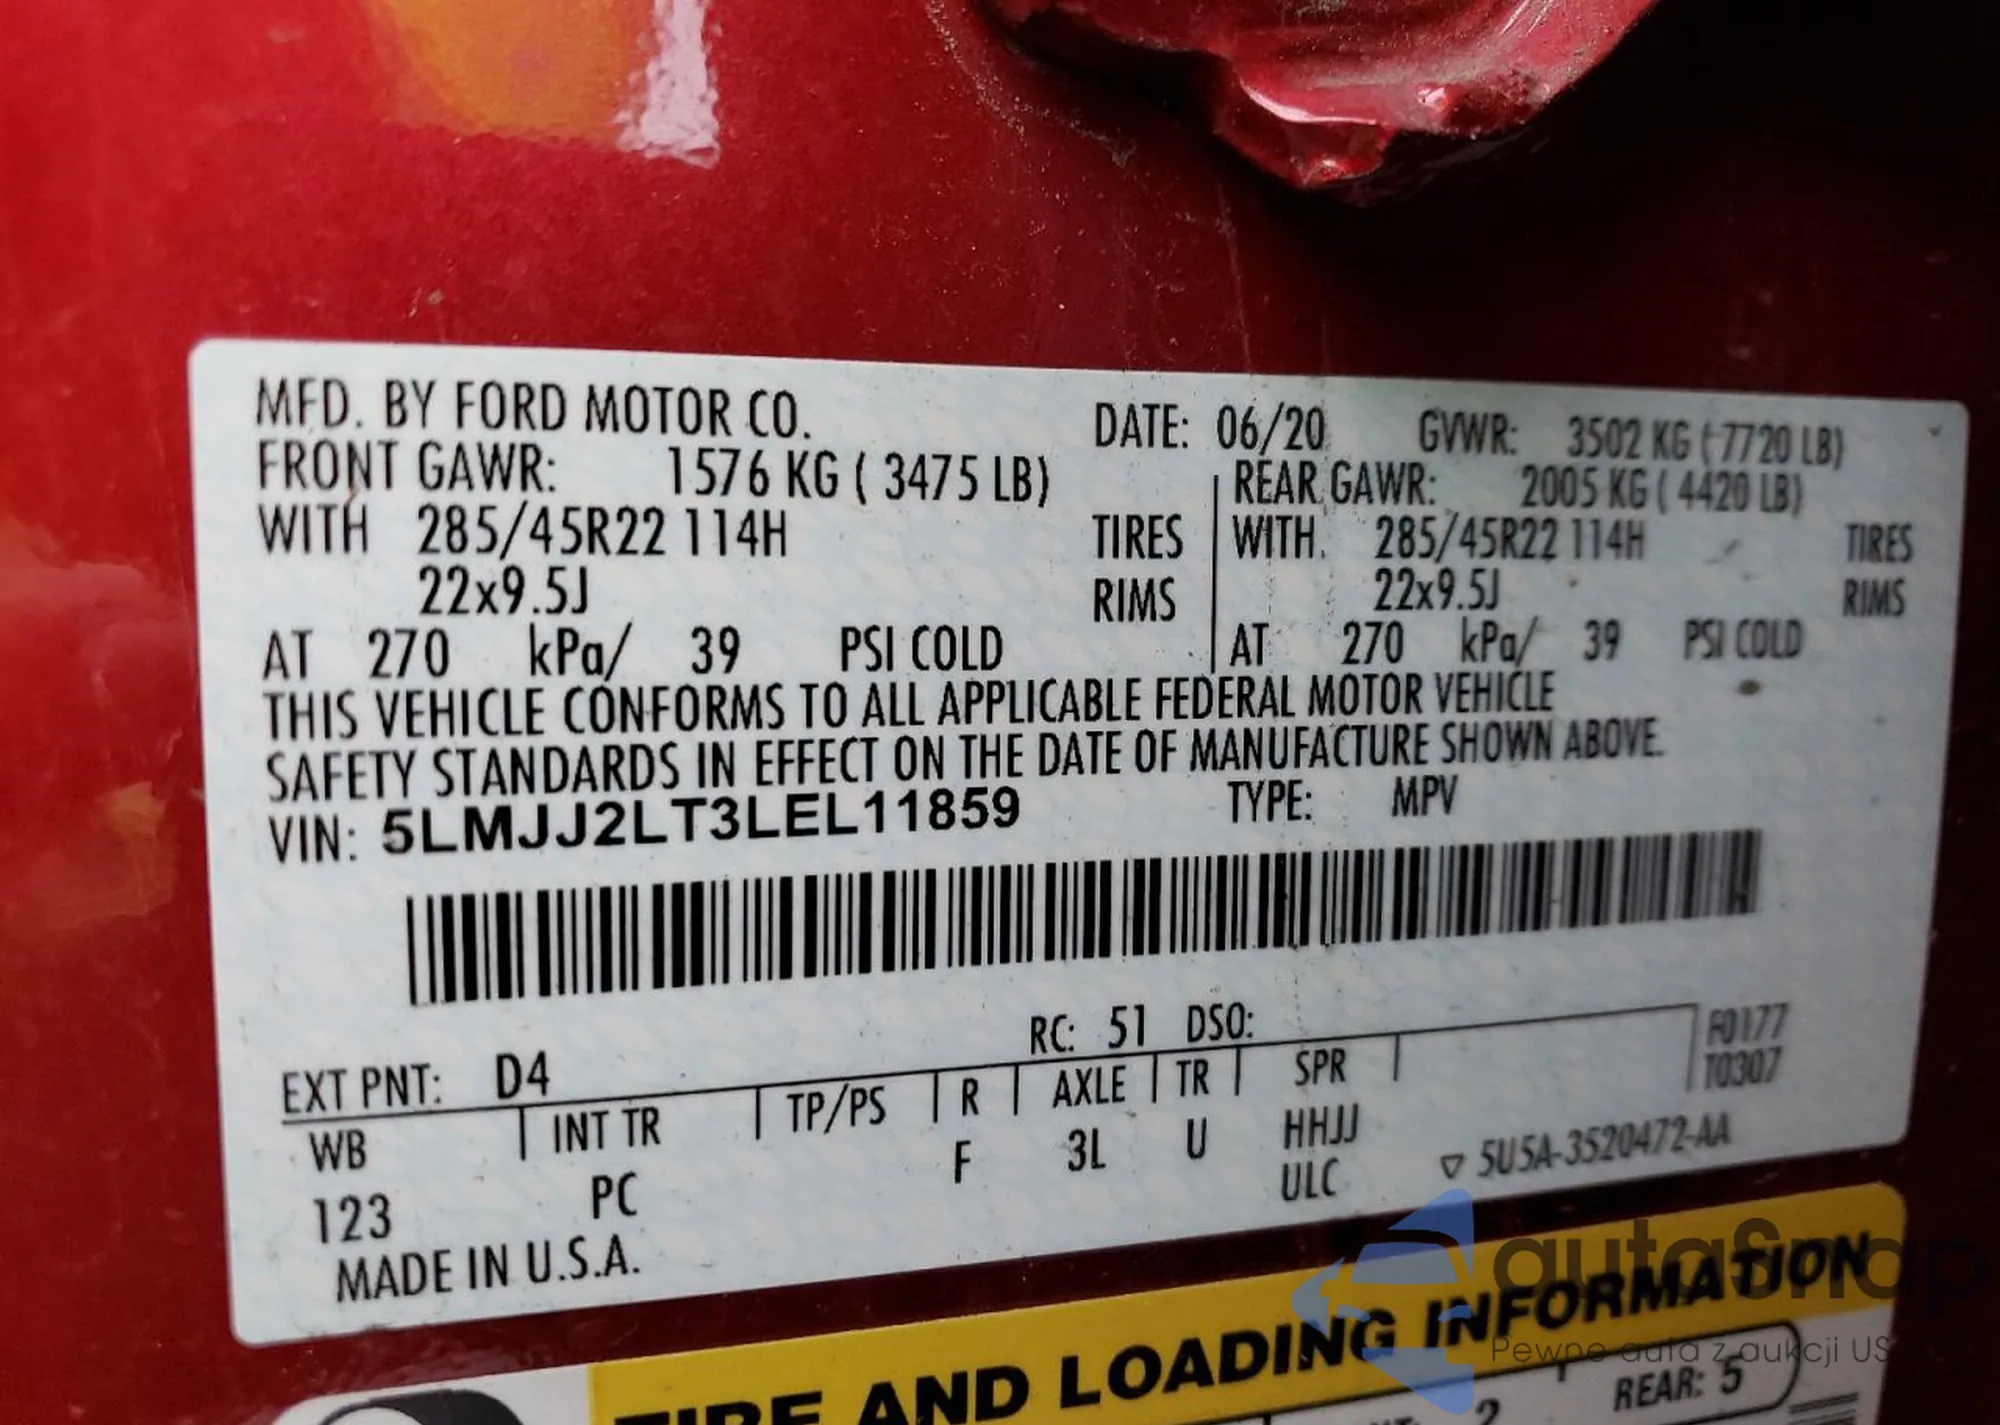 MFD. BY FORD MOTOR CO.
DATE: 06/20 GVWR: 3502 KG ( 7720 LB)
FRONT GAWR: 1576 KG ( 3475 LB)
REAR GAWR: 2005 KG ( 4420 LB)
WITH 285/45R22 114H TIRES
WITH 285/45R22 114H TIRES
22x9.5J RIMS
22x9.5J RIMS
AT 270 kPa/ 39 PSI COLD
AT 270 kPa/ 39 PSI COLD
THIS VEHICLE CONFORMS TO ALL APPLICABLE FEDERAL MOTOR VEHICLE
SAFETY STANDARDS IN EFFECT ON THE DATE OF MANUFACTURE SHOWN ABOVE.
VIN: 5LMJJ2LT3LEL11859 TYPE: MPV
RC: 51 DSO:
F0177
EXT PNT: D4
T0307
WB INT TR TP/PS R AXLE TR SPR
123 PC F 3L U HHJJ
ULC
▽ 5U5A-3520472-AA
MADE IN U.S.A.
TIRE AND LOADING INFORMATION
autaSnap
Pewne auta z aukcji US
2 REAR: 5